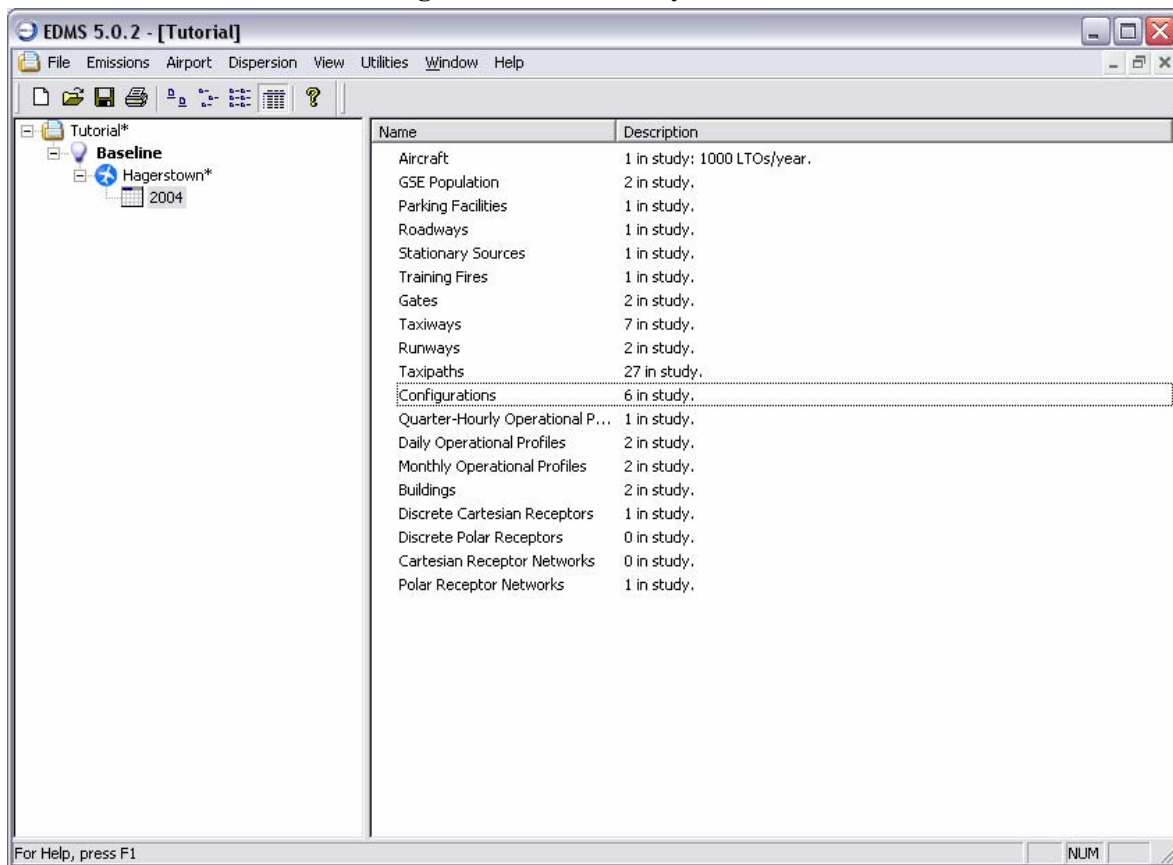 EDMS 5.0.2 - [Tutorial]
File Emissions Airport Dispersion View Utilities Window Help
Tutorial*
Baseline
Hagerstown*
2004
Name Description
Aircraft 1 in study: 1000 LTOs/year.
GSE Population 2 in study.
Parking Facilities 1 in study.
Roadways 1 in study.
Stationary Sources 1 in study.
Training Fires 1 in study.
Gates 2 in study.
Taxiways 7 in study.
Runways 2 in study.
Taxipaths 27 in study.
Configurations 6 in study.
Quarter-Hourly Operational P... 1 in study.
Daily Operational Profiles 2 in study.
Monthly Operational Profiles 2 in study.
Buildings 2 in study.
Discrete Cartesian Receptors 1 in study.
Discrete Polar Receptors 0 in study.
Cartesian Receptor Networks 0 in study.
Polar Receptor Networks 1 in study.
For Help, press F1 NUM